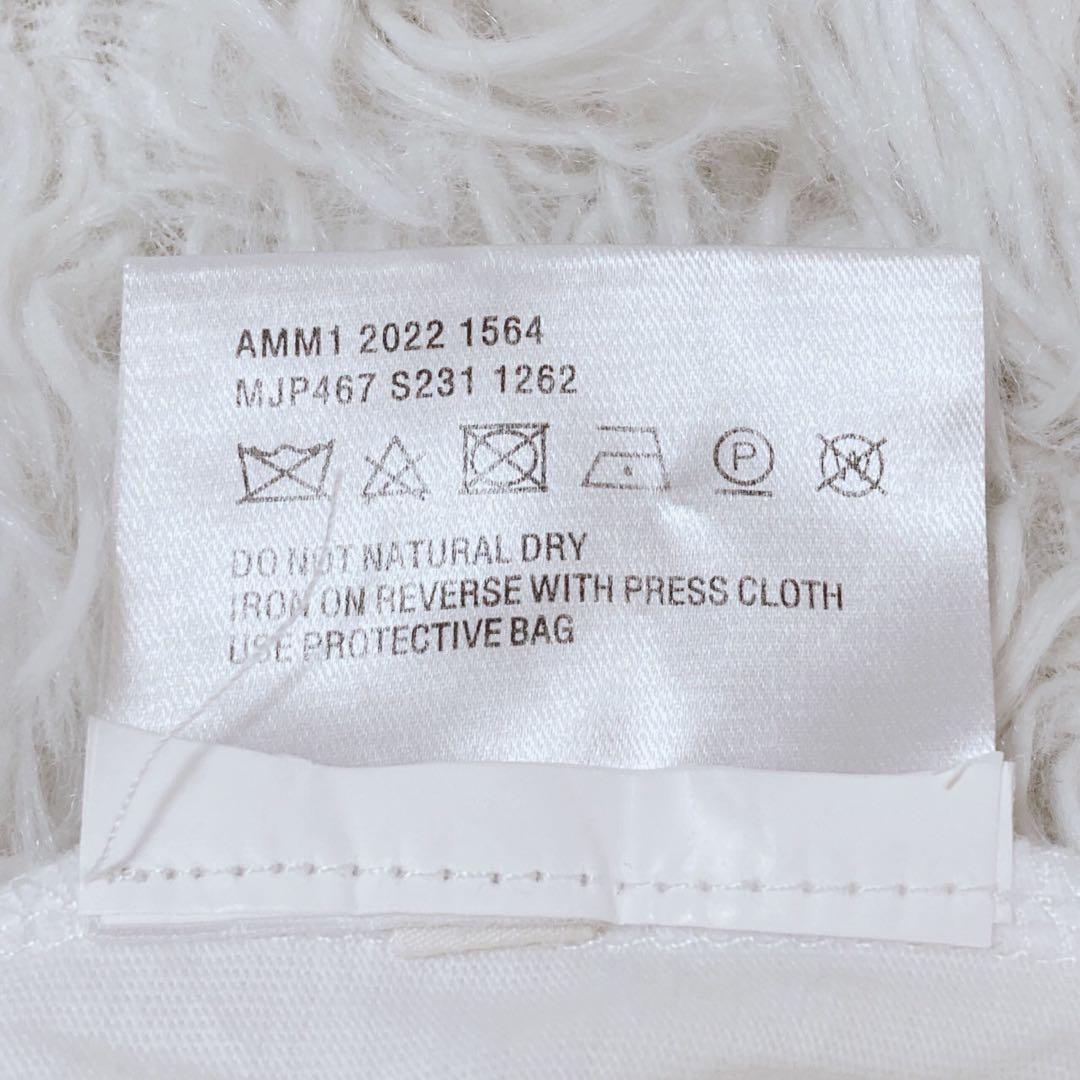 AMM1 2022 1564
MJP467 S231 1262
P
W
DO NOT NATURAL DRY
IRON ON REVERSE WITH PRESS CLOTH
USE PROTECTIVE BAG